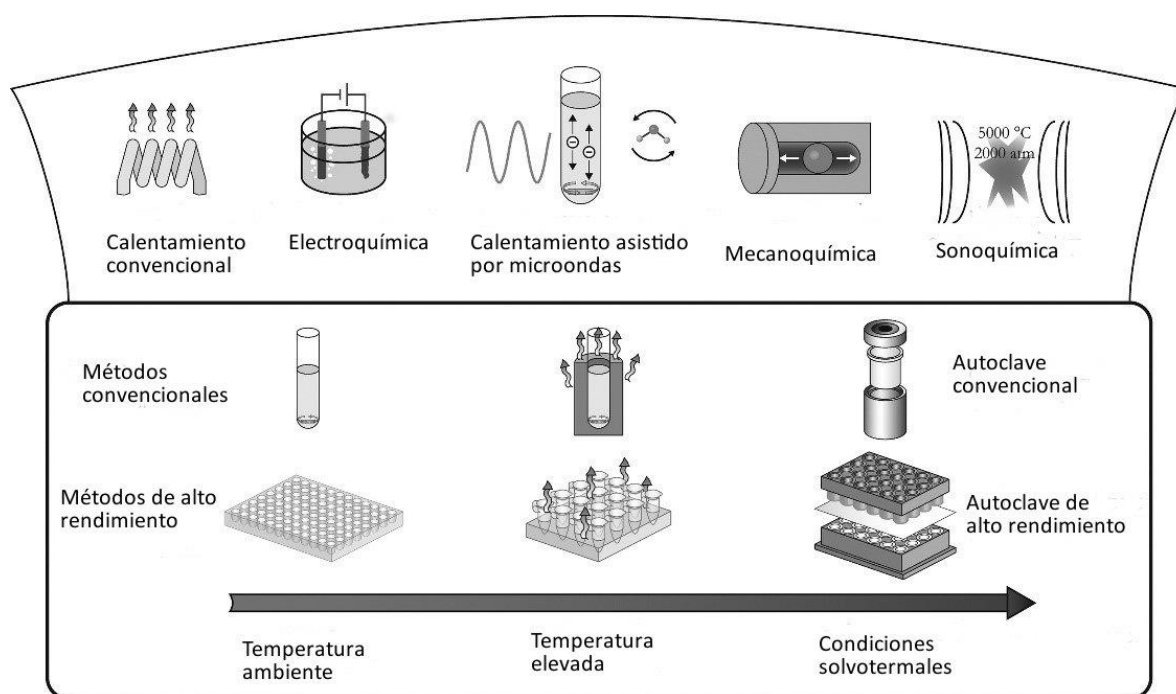 5000 °C
2000 atm
Calentamiento
convencional
Electroquímica
Calentamiento asistido
por microondas
Mecanoquímica
Sonoquímica
Métodos
convencionales
Autoclave
convencional
Métodos de alto
rendimiento
Autoclave de
alto rendimiento
Temperatura
ambiente
Temperatura
elevada
Condiciones
solvotermales